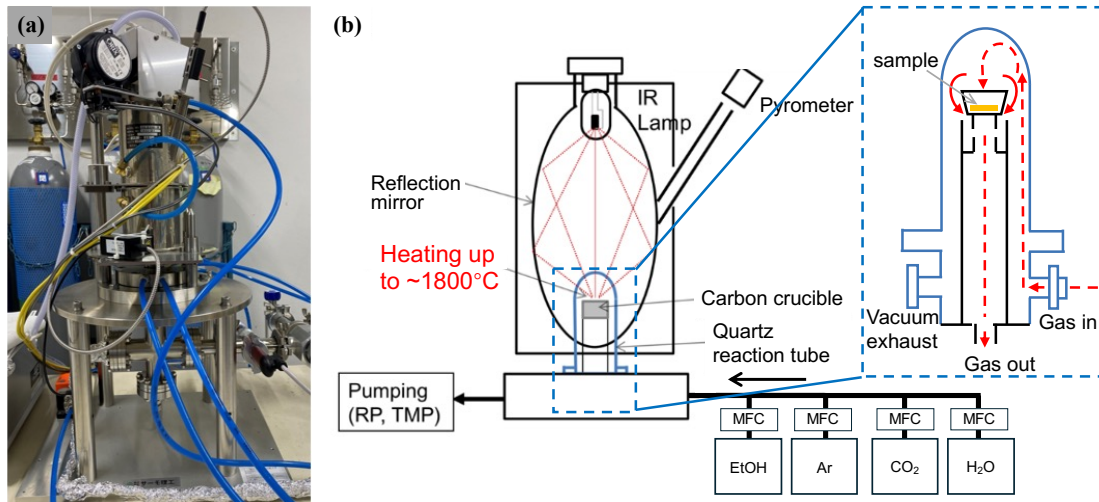 (a)
(b)
IR
Lamp
Pyrometer
Reflection
mirror
Heating up
to ~1800°C
Carbon crucible
Quartz
reaction tube
Pumping
(RP, TMP)
MFC
MFC
MFC
MFC
EtOH
Ar
CO₂
H₂O
sample
Vacuum
exhaust
Gas in
Gas out